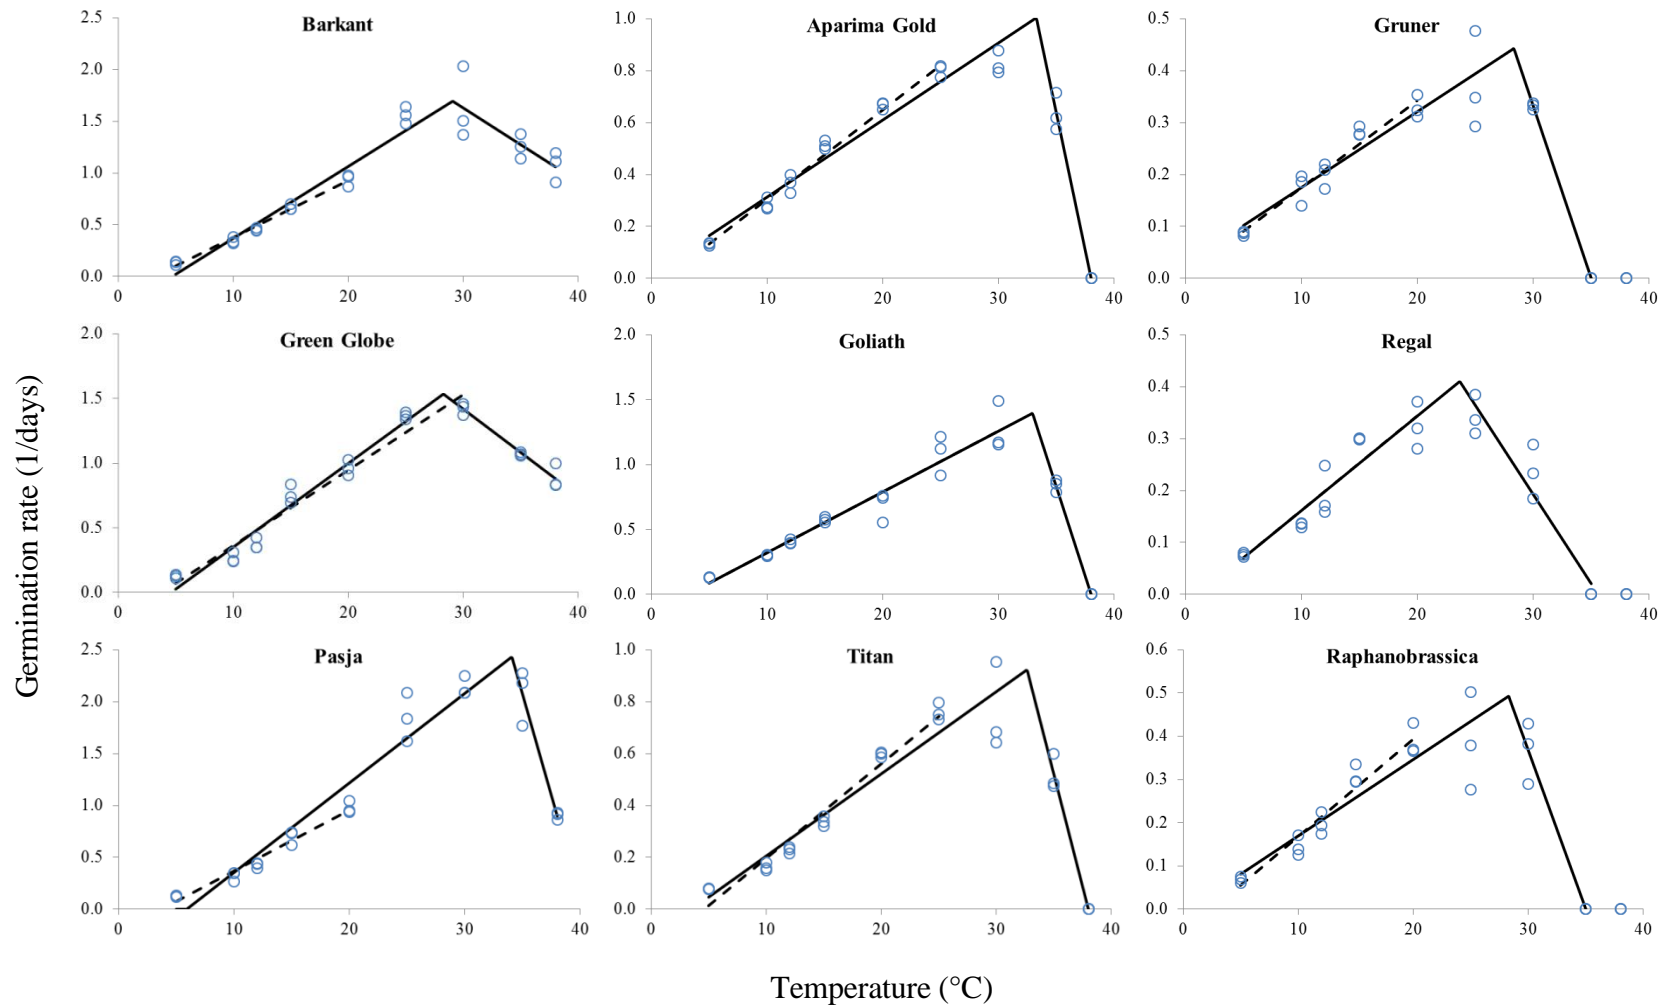 Barkant
2.5
2.0
1.5
1.0
0.5
0.0
0 10 20 30 40
Aparima Gold
1.0
0.8
0.6
0.4
0.2
0.0
0 10 20 30 40
Gruner
0.5
0.4
0.3
0.2
0.1
0.0
0 10 20 30 40
Green Globe
2.0
1.5
1.0
0.5
0.0
0 10 20 30 40
Goliath
2.0
1.5
1.0
0.5
0.0
0 10 20 30 40
Regal
0.5
0.4
0.3
0.2
0.1
0.0
0 10 20 30 40
Pasja
2.5
2.0
1.5
1.0
0.5
0.0
0 10 20 30 40
Titan
1.0
0.8
0.6
0.4
0.2
0.0
0 10 20 30 40
Raphanobrassica
0.6
0.5
0.4
0.3
0.2
0.1
0.0
0 10 20 30 40
Germination rate (1/days)
Temperature (°C)